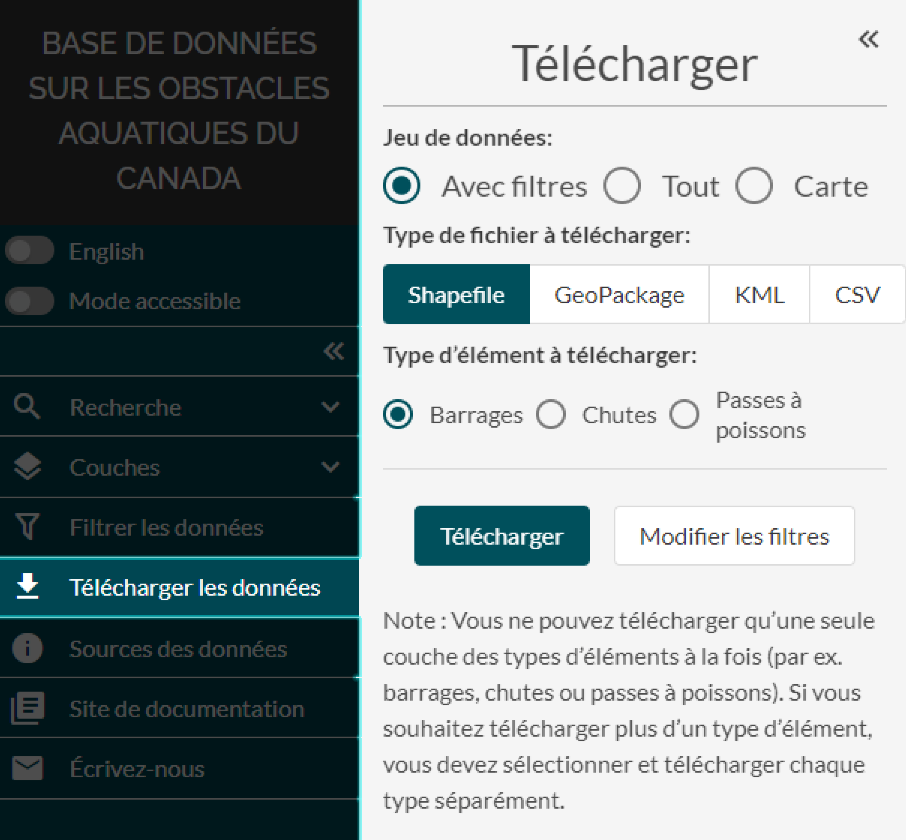 BASE DE DONNÉES
SUR LES OBSTACLES
AQUATIQUES DU
CANADA
English
Mode accessible
Recherche
Couches
Filtrer les données
Télécharger les données
Sources des données
Site de documentation
Écrivez-nous
Télécharger
Jeu de données:
Avec filtres Tout Carte
Type de fichier à télécharger:
Shapefile GeoPackage KML CSV
Type d’élément à télécharger:
Barrages Chutes Passes à
poissons
Télécharger Modifier les filtres
Note : Vous ne pouvez télécharger qu’une seule
couche des types d’éléments à la fois (par ex.
barrages, chutes ou passes à poissons). Si vous
souhaitez télécharger plus d’un type d’élément,
vous devez sélectionner et télécharger chaque
type séparément.